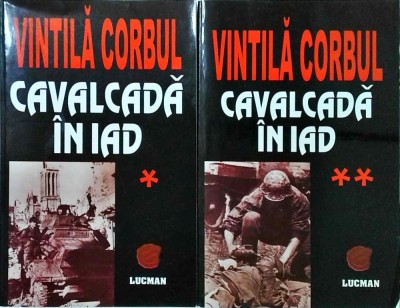 VINTILĂ CORBUL
CAVALCADĂ
ÎN IAD
*
LUCMAN
VINTILĂ CORBUL
CAVALCADĂ
ÎN IAD
**
LUCMAN